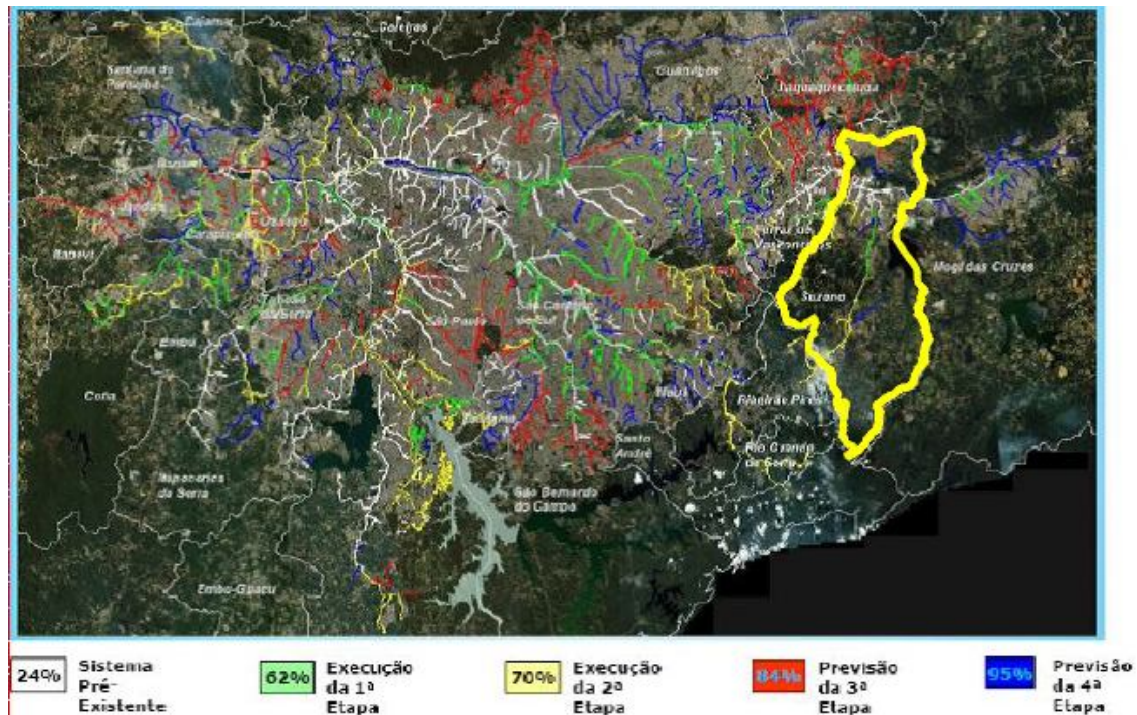 Cajamar
Guarulhos
Santana de
Parnaíba
Itaquaquecetuba
Barueri
Osasco
Carapicuíba
Ferraz de
Vasconcelos
Mogi das Cruzes
Suzano
Taboão
da Serra
São Paulo
São Caetano
do Sul
Embu
Cotia
Mauá
Ribeirão Pires
Diadema
Santo
André
Rio Grande
da Serra
Itapecerica
da Serra
São Bernardo
do Campo
Embu-Guaçu
24%
Sistema
Pré-
Existente
62%
Execução
da 1ª
Etapa
70%
Execução
da 2ª
Etapa
84%
Previsão
da 3ª
Etapa
95%
Previsão
da 4ª
Etapa